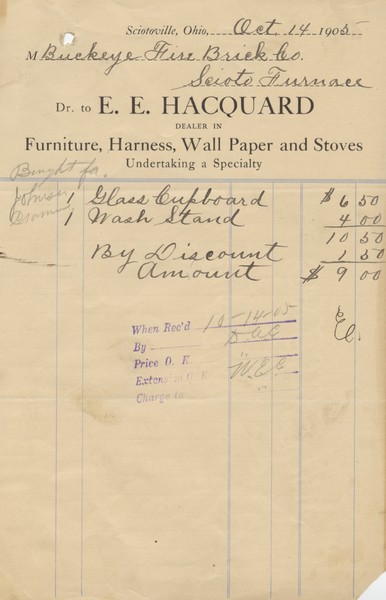 Sciotoville, Ohio, Oct. 14 1905
M Buckeye Fire Brick Co.
Scioto Furnace
Dr. to E. E. HACQUARD
DEALER IN
Furniture, Harness, Wall Paper and Stoves
Undertaking a Specialty
Bought for
Johnson
1 Glass Cupboard $ 6 50
1 Wash Stand 4 00
10 50
By Discount 1 50
Amount $ 9 00
When Rec'd 10-14-05
By
Price O. K.
Extension O. K.
Charge to